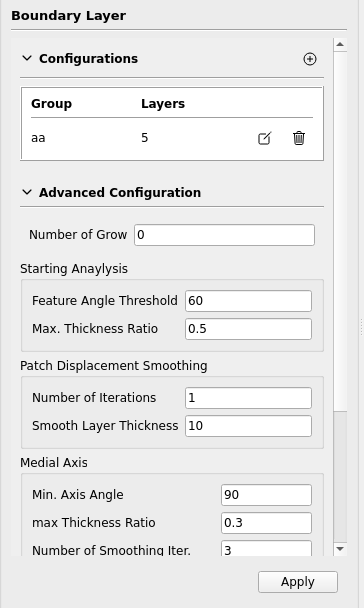 Boundary Layer
Configurations
Group Layers
aa 5
Advanced Configuration
Number of Grow 0
Starting Anaylysis
Feature Angle Threshold 60
Max. Thickness Ratio 0.5
Patch Displacement Smoothing
Number of Iterations 1
Smooth Layer Thickness 10
Medial Axis
Min. Axis Angle 90
max Thickness Ratio 0.3
Number of Smoothing Iter. 3
Apply